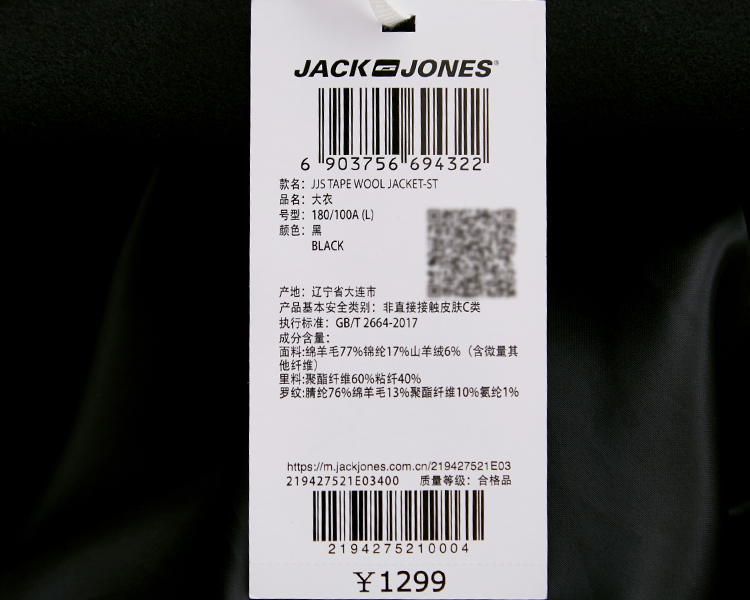 JACK JONES®
6 903756 694322
款名: JJS TAPE WOOL JACKET-ST
品名: 大衣
号型: 180/100A (L)
颜色: 黑
BLACK
产地: 辽宁省大连市
产品基本安全类别: 非直接接触皮肤C类
执行标准: GB/T 2664-2017
成分含量:
面料:绵羊毛77%锦纶17%山羊绒6%（含微量其
他纤维）
里料:聚酯纤维60%粘纤40%
罗纹:腈纶76%绵羊毛13%聚酯纤维10%氨纶1%
https://m.jackjones.com.cn/219427521E03
219427521E03400 质量等级: 合格品
2194275210004
¥1299